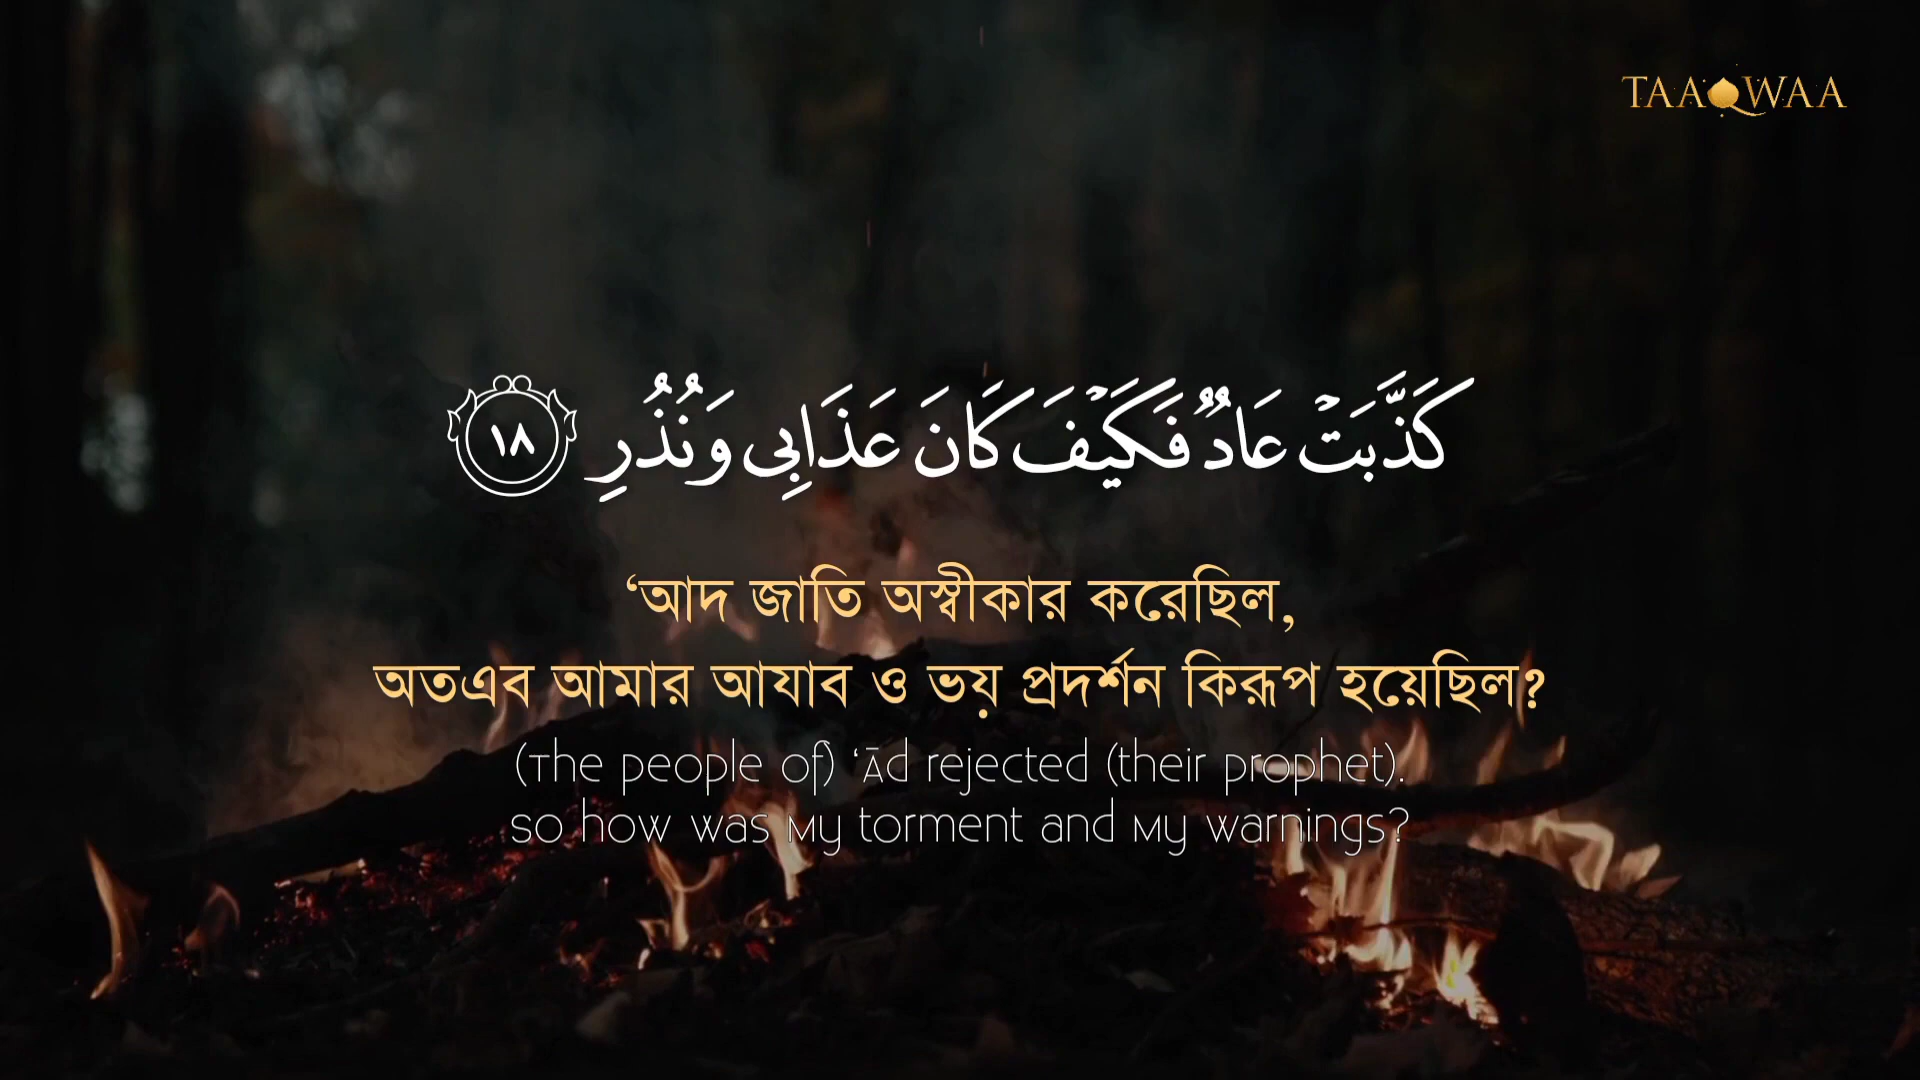 TAAQWAA
كَذَّبَتۡ عَادٌ فَكَيۡفَ كَانَ عَذَابِي وَنُذُرِ ١٨
‘আদ জাতি অস্বীকার করেছিল,
অতএব আমার আযাব ও ভয় প্রদর্শন কিরূপ হয়েছিল?
(The people of) ‘Ād rejected (their prophet).
so how was My torment and My warnings?